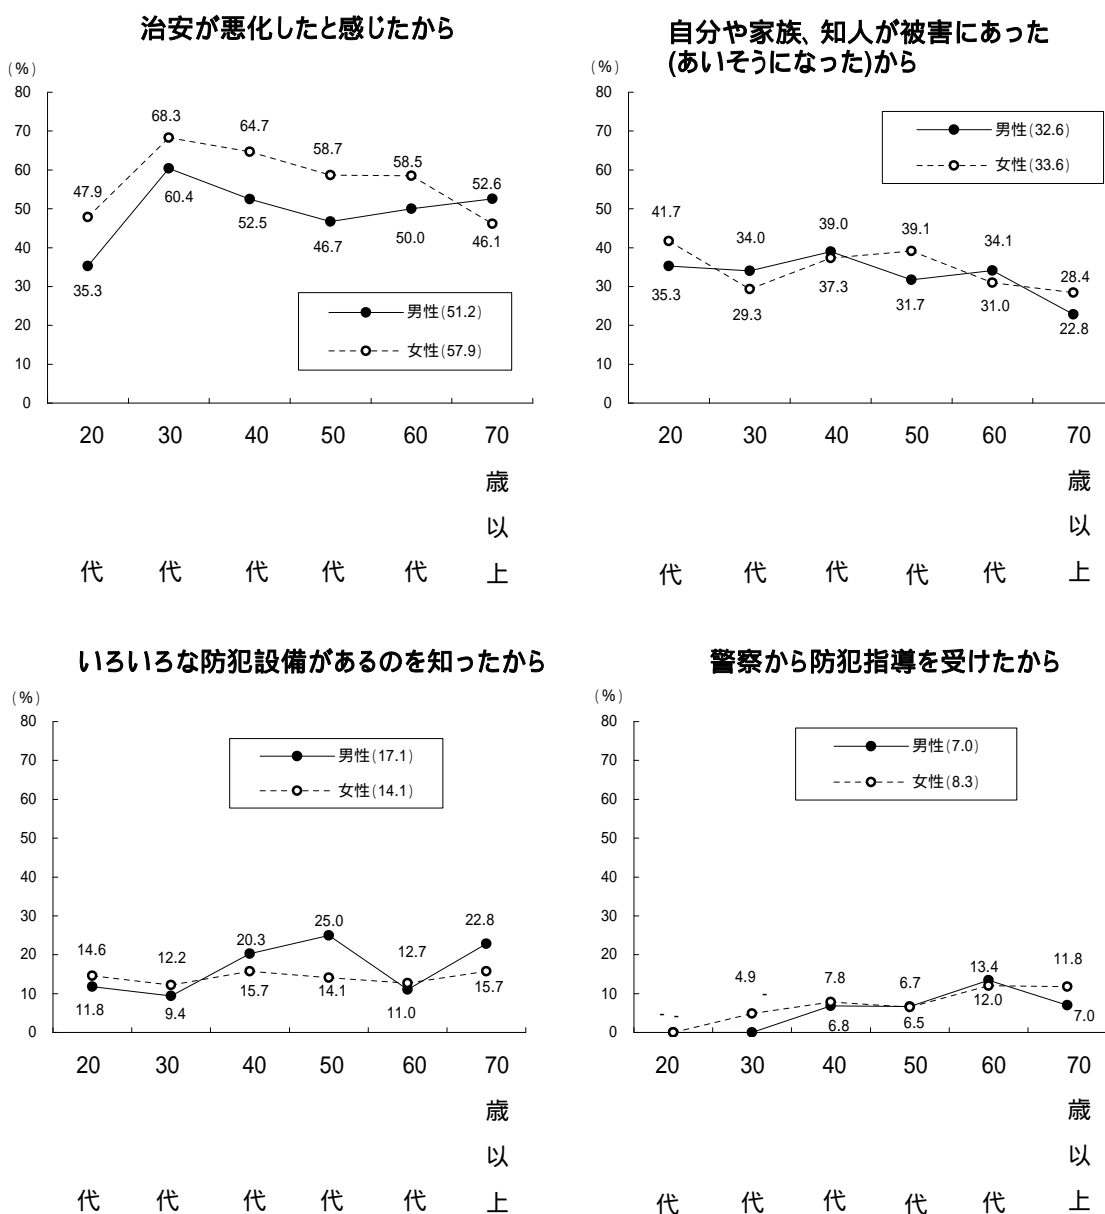 治安が悪化したと感じたから
(%)
80
70
60
50
40
30
20
10
0
47.9
68.3
64.7
58.7
58.5
52.6
35.3
60.4
52.5
46.7
50.0
46.1
男性(51.2)
女性(57.9)
20
代
30
代
40
代
50
代
60
代
70
歳
以
上
自分や家族、知人が被害にあった
(あいそうになった)から
(%)
80
70
60
50
40
30
20
10
0
男性(32.6)
女性(33.6)
41.7
34.0
39.0
39.1
34.1
28.4
35.3
29.3
37.3
31.7
31.0
22.8
20
代
30
代
40
代
50
代
60
代
70
歳
以
上
いろいろな防犯設備があるのを知ったから
(%)
80
70
60
50
40
30
20
10
0
男性(17.1)
女性(14.1)
14.6
12.2
20.3
25.0
12.7
22.8
11.8
9.4
15.7
14.1
11.0
15.7
20
代
30
代
40
代
50
代
60
代
70
歳
以
上
警察から防犯指導を受けたから
(%)
80
70
60
50
40
30
20
10
0
男性(7.0)
女性(8.3)
- -
4.9
-
7.8
6.7
13.4
11.8
6.8
6.5
12.0
7.0
20
代
30
代
40
代
50
代
60
代
70
歳
以
上